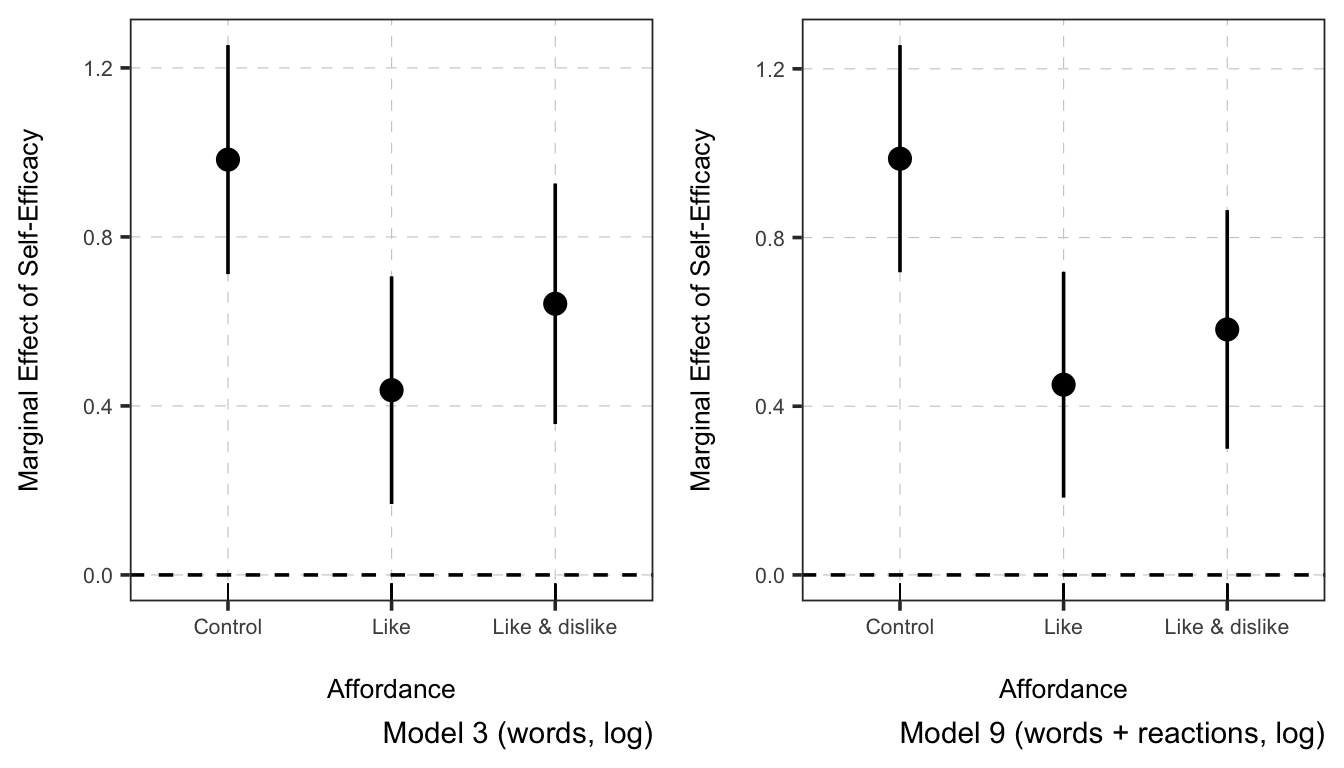 Marginal Effect of Self-Efficacy
1.2
0.8
0.4
0.0
Control Like Like & dislike
Affordance
Model 3 (words, log)
Marginal Effect of Self-Efficacy
1.2
0.8
0.4
0.0
Control Like Like & dislike
Affordance
Model 9 (words + reactions, log)